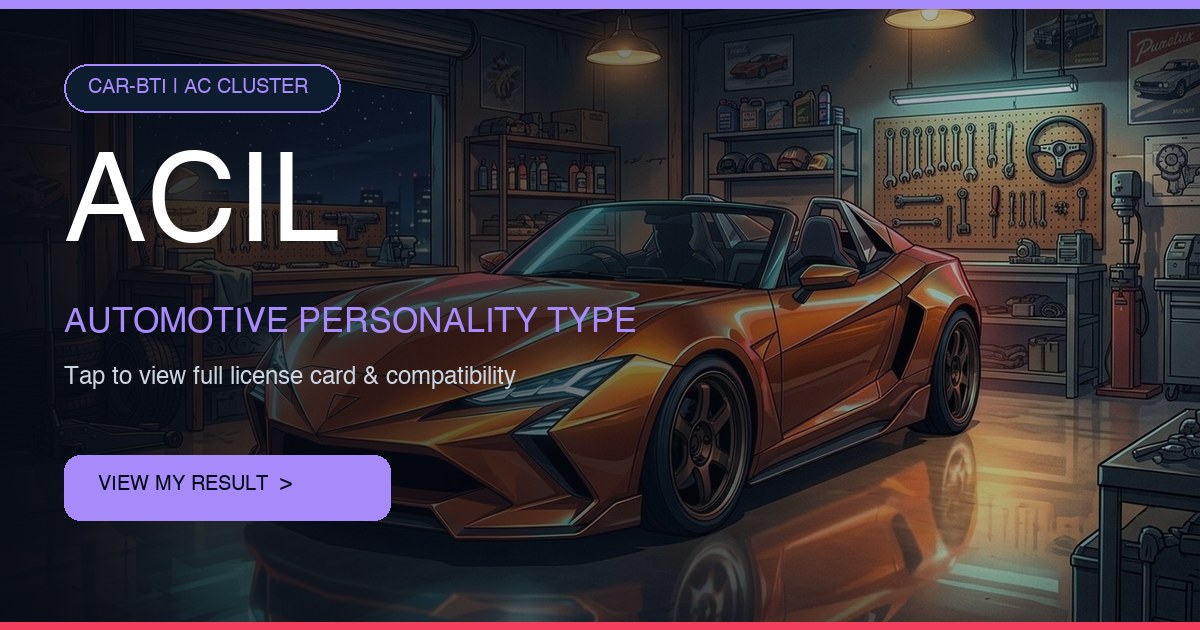 CAR-BTI | AC CLUSTER
ACIL
AUTOMOTIVE PERSONALITY TYPE
Tap to view full license card & compatibility
VIEW MY RESULT >